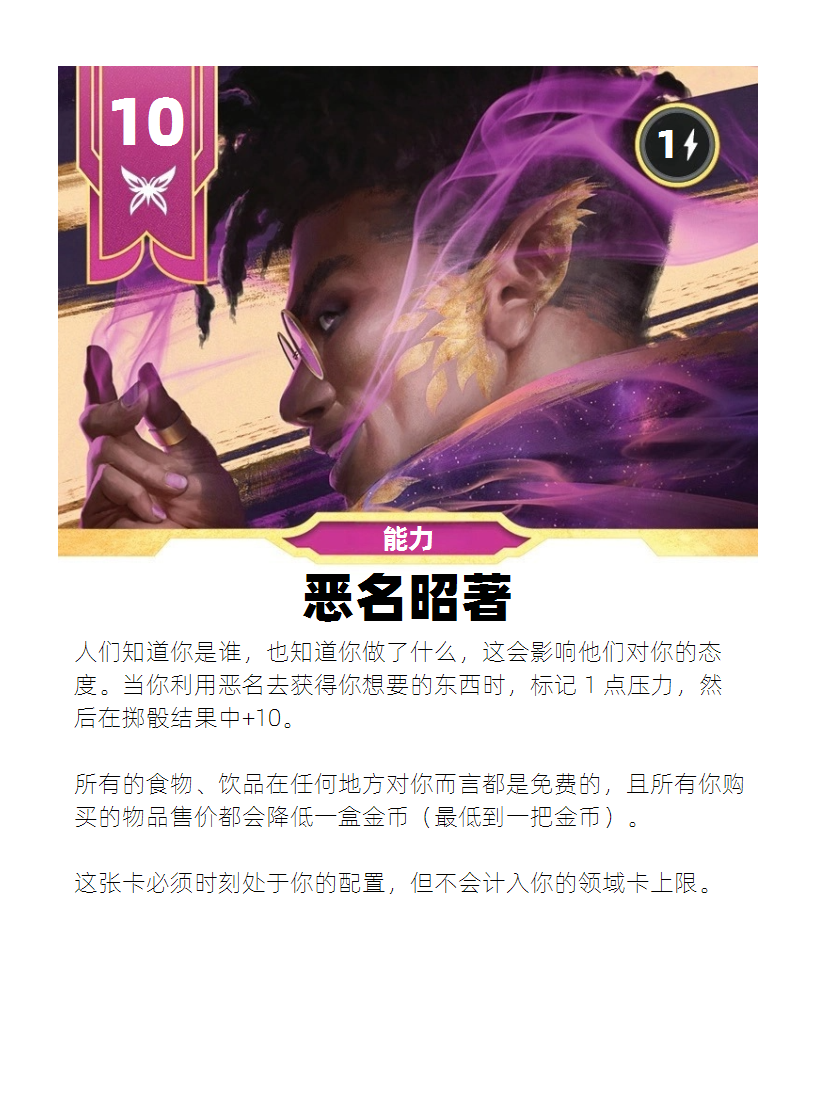 10
1
能力
恶名昭著
人们知道你是谁，也知道你做了什么，这会影响他们对你的态
度。当你利用恶名去获得你想要的东西时，标记 1 点压力，然
后在掷骰结果中+10。
所有的食物、饮品在任何地方对你而言都是免费的，且所有你购
买的物品售价都会降低一盒金币（最低到一把金币）。
这张卡必须时刻处于你的配置，但不会计入你的领域卡上限。